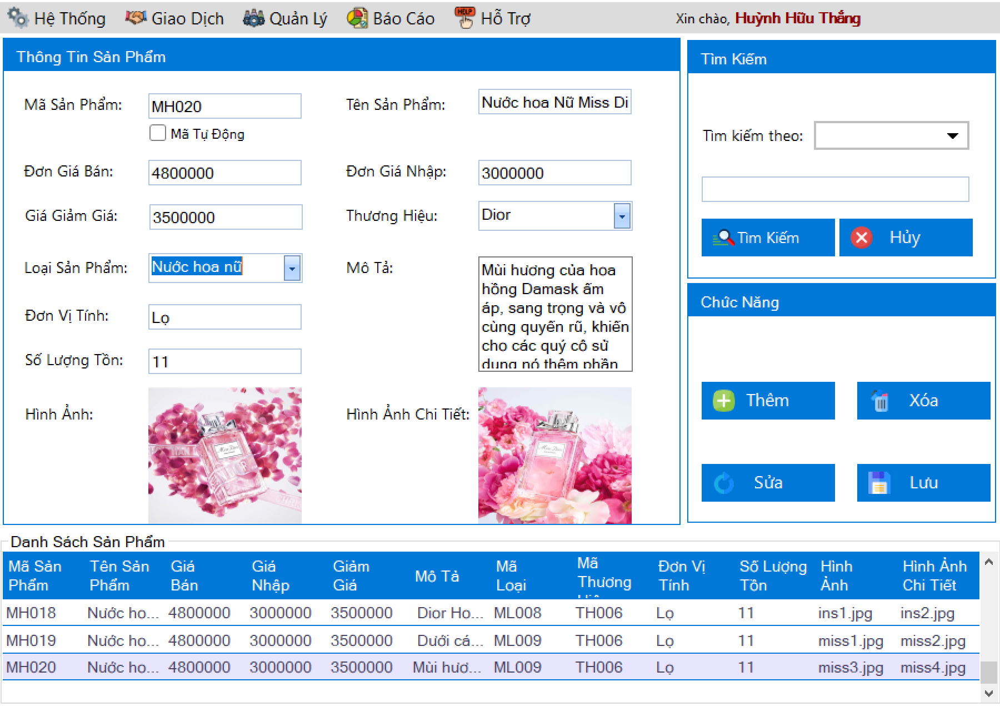 Hệ Thống Giao Dịch Quản Lý Báo Cáo HELP Hỗ Trợ Xin chào, Huỳnh Hữu Thắng
Thông Tin Sản Phẩm
Mã Sản Phẩm: MH020 Tên Sản Phẩm: Nước hoa Nữ Miss Di
Mã Tự Động
Đơn Giá Bán: 4800000 Đơn Giá Nhập: 3000000
Giá Giảm Giá: 3500000 Thương Hiệu: Dior
Loại Sản Phẩm: Nước hoa nữ Mô Tả:
Mùi hương của hoa
hồng Damask ấm
áp, sang trọng và vô
cùng quyến rũ, khiến
cho các quý cô sử
dụng nó thêm phần
Đơn Vị Tính: Lọ
Số Lượng Tồn: 11
Hình Ảnh: Hình Ảnh Chi Tiết:
Miss Dior
Miss Dior
Tìm Kiếm
Tìm kiếm theo:
Tìm Kiếm Hủy
Chức Năng
Thêm Xóa
Sửa Lưu
Danh Sách Sản Phẩm
Mã Sản Phẩm Tên Sản Phẩm Giá Bán Giá Nhập Giảm Giá Mô Tả Mã Loại Mã Thương Đơn Vị Tính Số Lượng Tồn Hình Ảnh Hình Ảnh Chi Tiết
MH018 Nước ho... 4800000 3000000 3500000 Dior Ho... ML008 TH006 Lọ 11 ins1.jpg ins2.jpg
MH019 Nước ho... 4800000 3000000 3500000 Dưới cá... ML009 TH006 Lọ 11 miss1.jpg miss2.jpg
MH020 Nước ho... 4800000 3000000 3500000 Mùi hươ... ML009 TH006 Lọ 11 miss3.jpg miss4.jpg